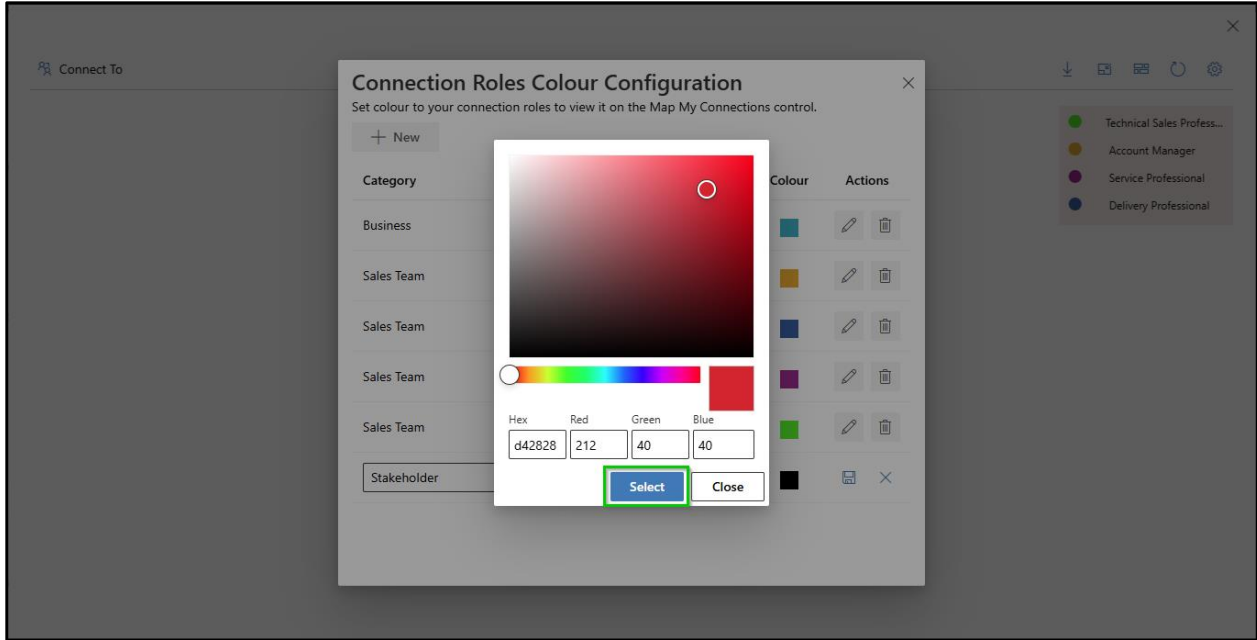 Connect To
Connection Roles Colour Configuration
Set colour to your connection roles to view it on the Map My Connections control.
New
Category
Colour
Actions
Business
Sales Team
Sales Team
Sales Team
Sales Team
Stakeholder
Hex
Red
Green
Blue
d42828
212
40
40
Select
Close
Technical Sales Profess...
Account Manager
Service Professional
Delivery Professional